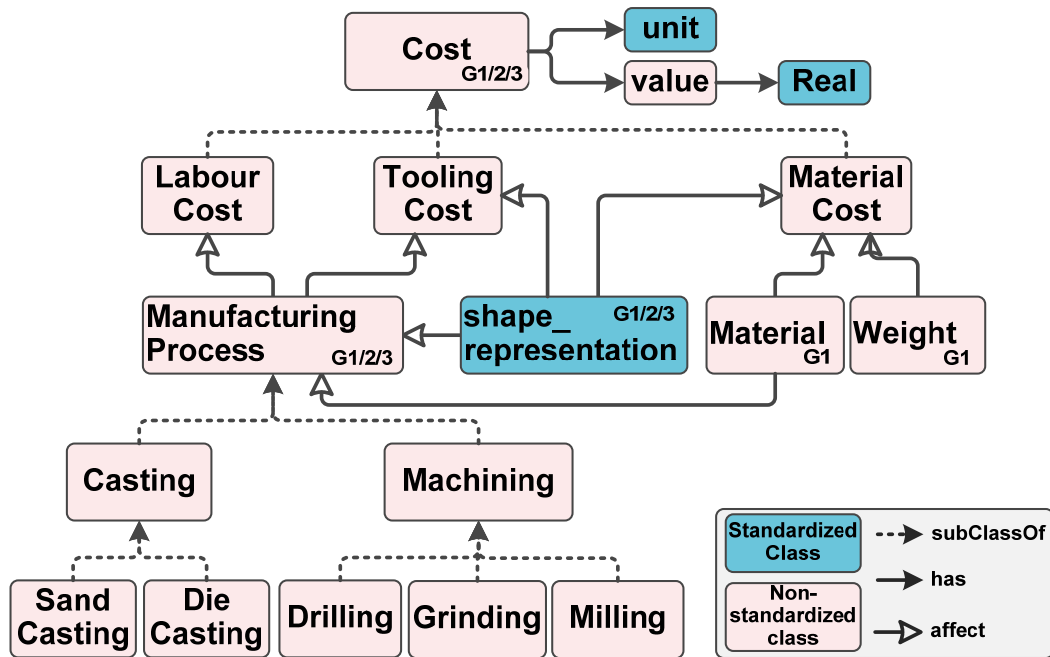 Cost
G1/2/3
unit
value
Real
Labour
Cost
Tooling
Cost
Material
Cost
Manufacturing
Process
G1/2/3
shape_
G1/2/3
representation
Material
G1
Weight
G1
Casting
Machining
Sand
Casting
Die
Casting
Drilling
Grinding
Milling
Standardized
Class
Non-
standardized
class
subClassOf
has
affect